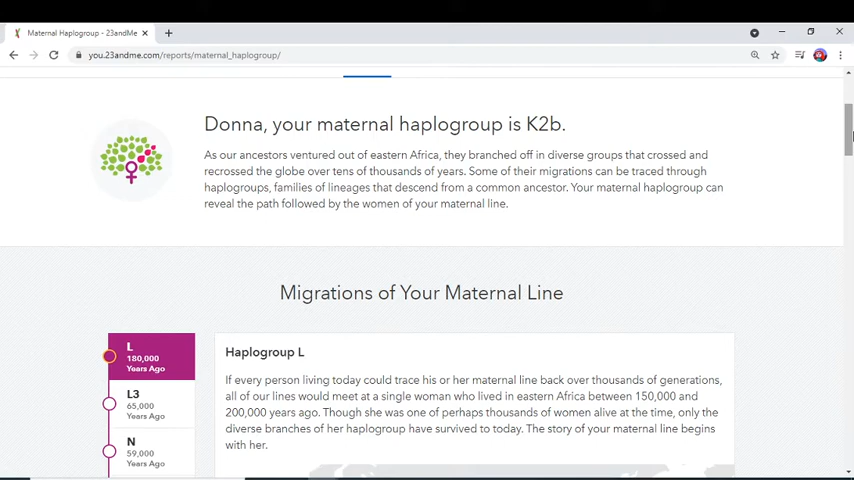 Maternal Haplogroup - 23andMe
you.23andme.com/reports/maternal_haplogroup/
Donna, your maternal haplogroup is K2b.
As our ancestors ventured out of eastern Africa, they branched off in diverse groups that crossed and
recrossed the globe over tens of thousands of years. Some of their migrations can be traced through
haplogroups, families of lineages that descend from a common ancestor. Your maternal haplogroup can
reveal the path followed by the women of your maternal line.
Migrations of Your Maternal Line
L
180,000
Years Ago
L3
65,000
Years Ago
N
59,000
Years Ago
Haplogroup L
If every person living today could trace his or her maternal line back over thousands of generations,
all of our lines would meet at a single woman who lived in eastern Africa between 150,000 and
200,000 years ago. Though she was one of perhaps thousands of women alive at the time, only the
diverse branches of her haplogroup have survived to today. The story of your maternal line begins
with her.